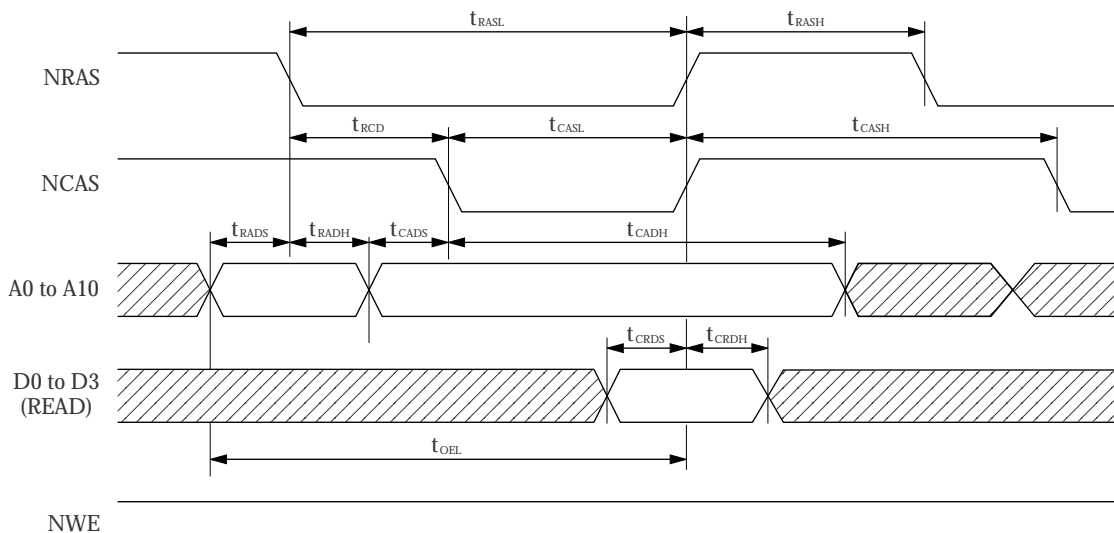 tRASL tRASH
NRAS
tRCD tCASL tCASH
NCAS
tRADS tRADH tCADS tCADH
A0 to A10
tCRDS tCRDH
D0 to D3
(READ)
tOEL
NWE